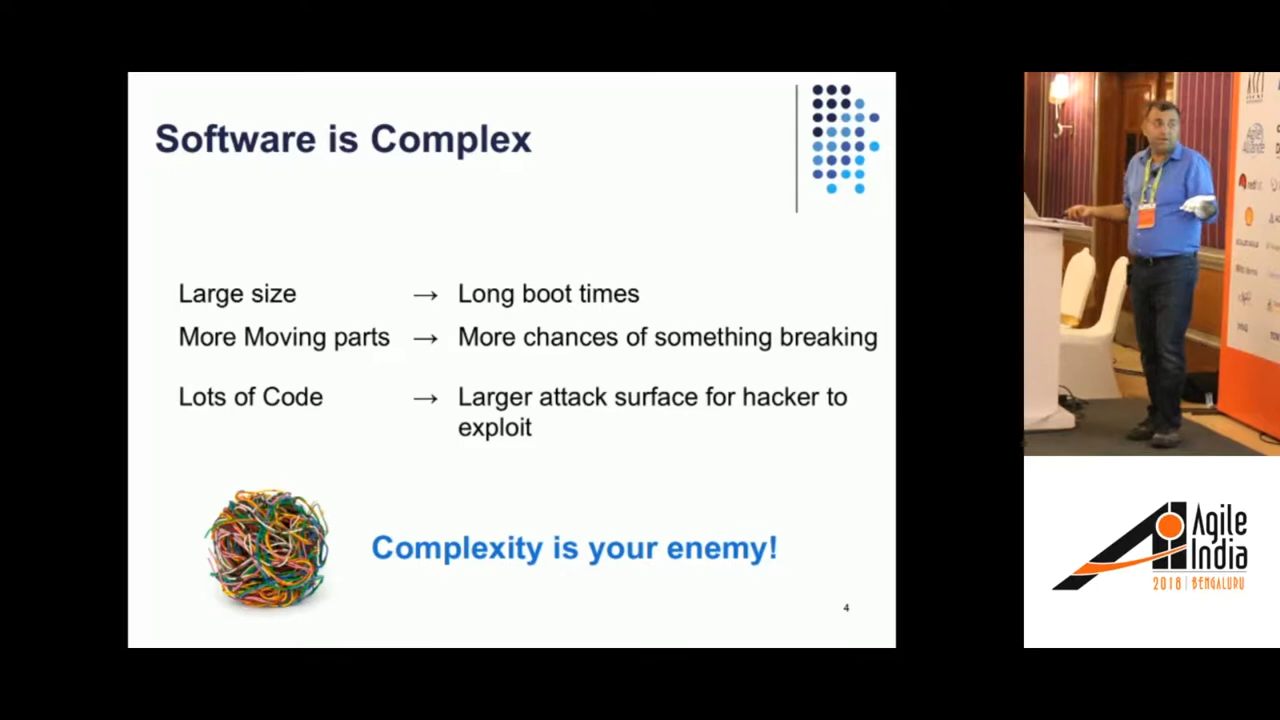 Software is Complex
Large size → Long boot times
More Moving parts → More chances of something breaking
Lots of Code → Larger attack surface for hacker to
exploit
Complexity is your enemy!
4
redhat
Agile
India
2018 | BENGALURU